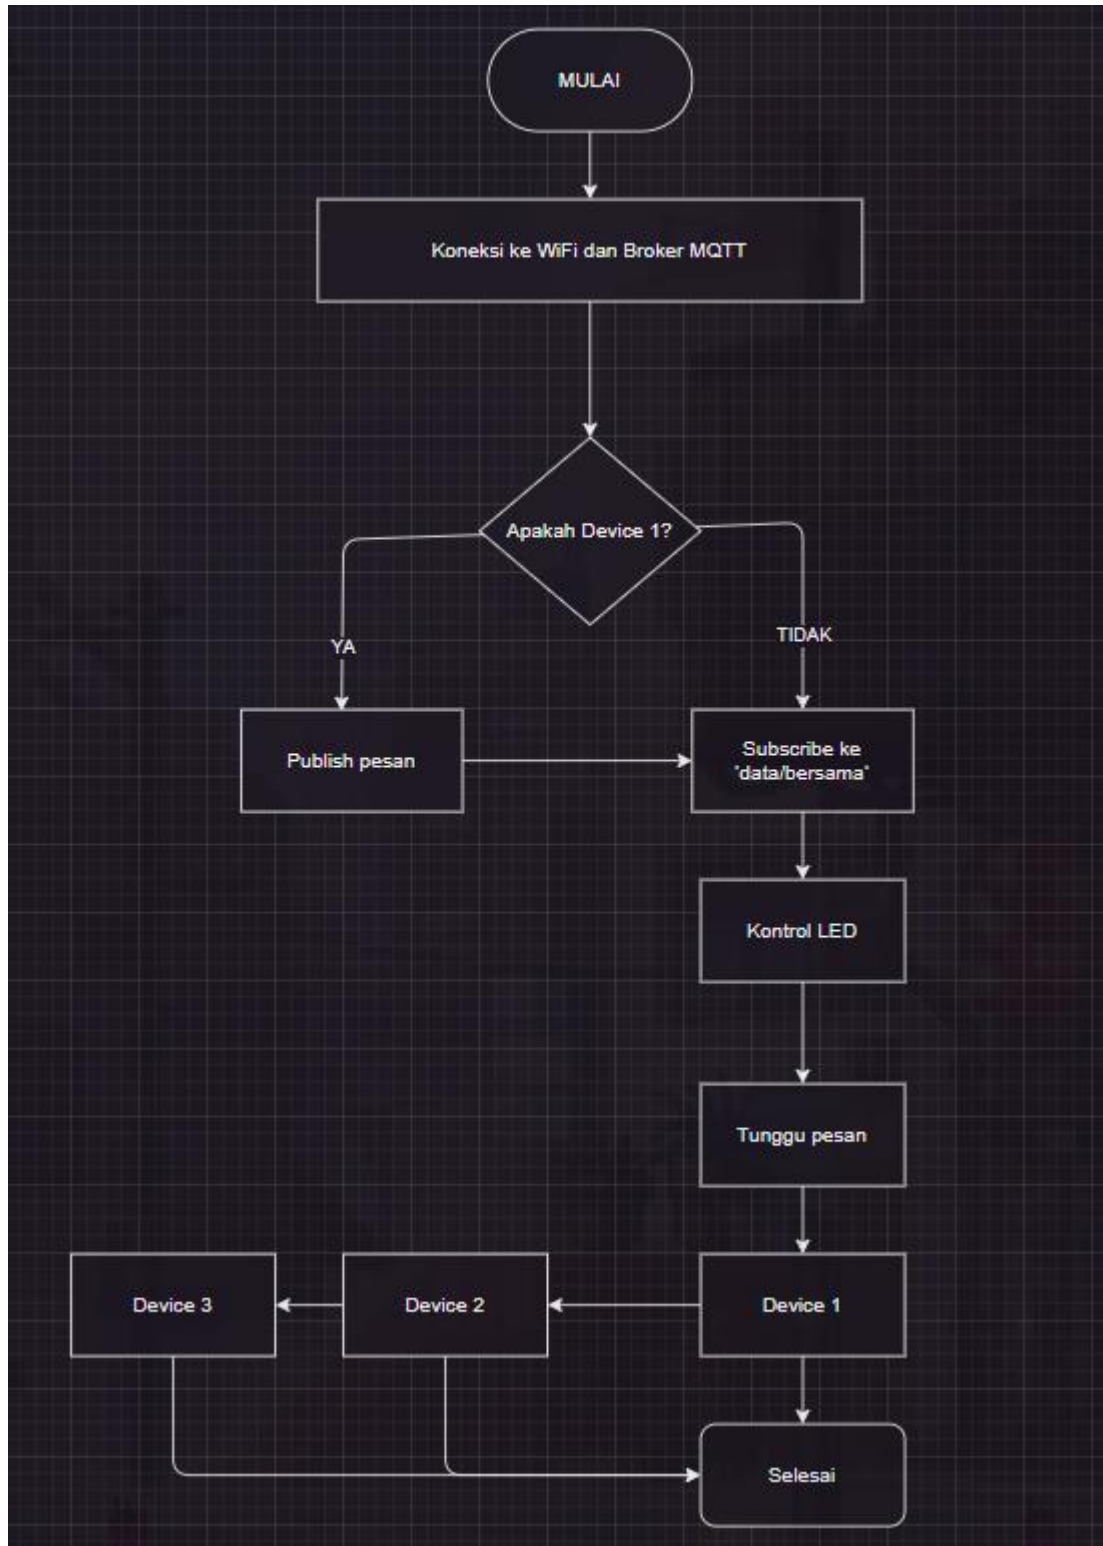 MULAI
Koneksi ke WiFi dan Broker MQTT
Apakah Device 1?
YA
TIDAK
Publish pesan
Subscribe ke
"data/bersama"
Kontrol LED
Tunggu pesan
Device 3
Device 2
Device 1
Selesai